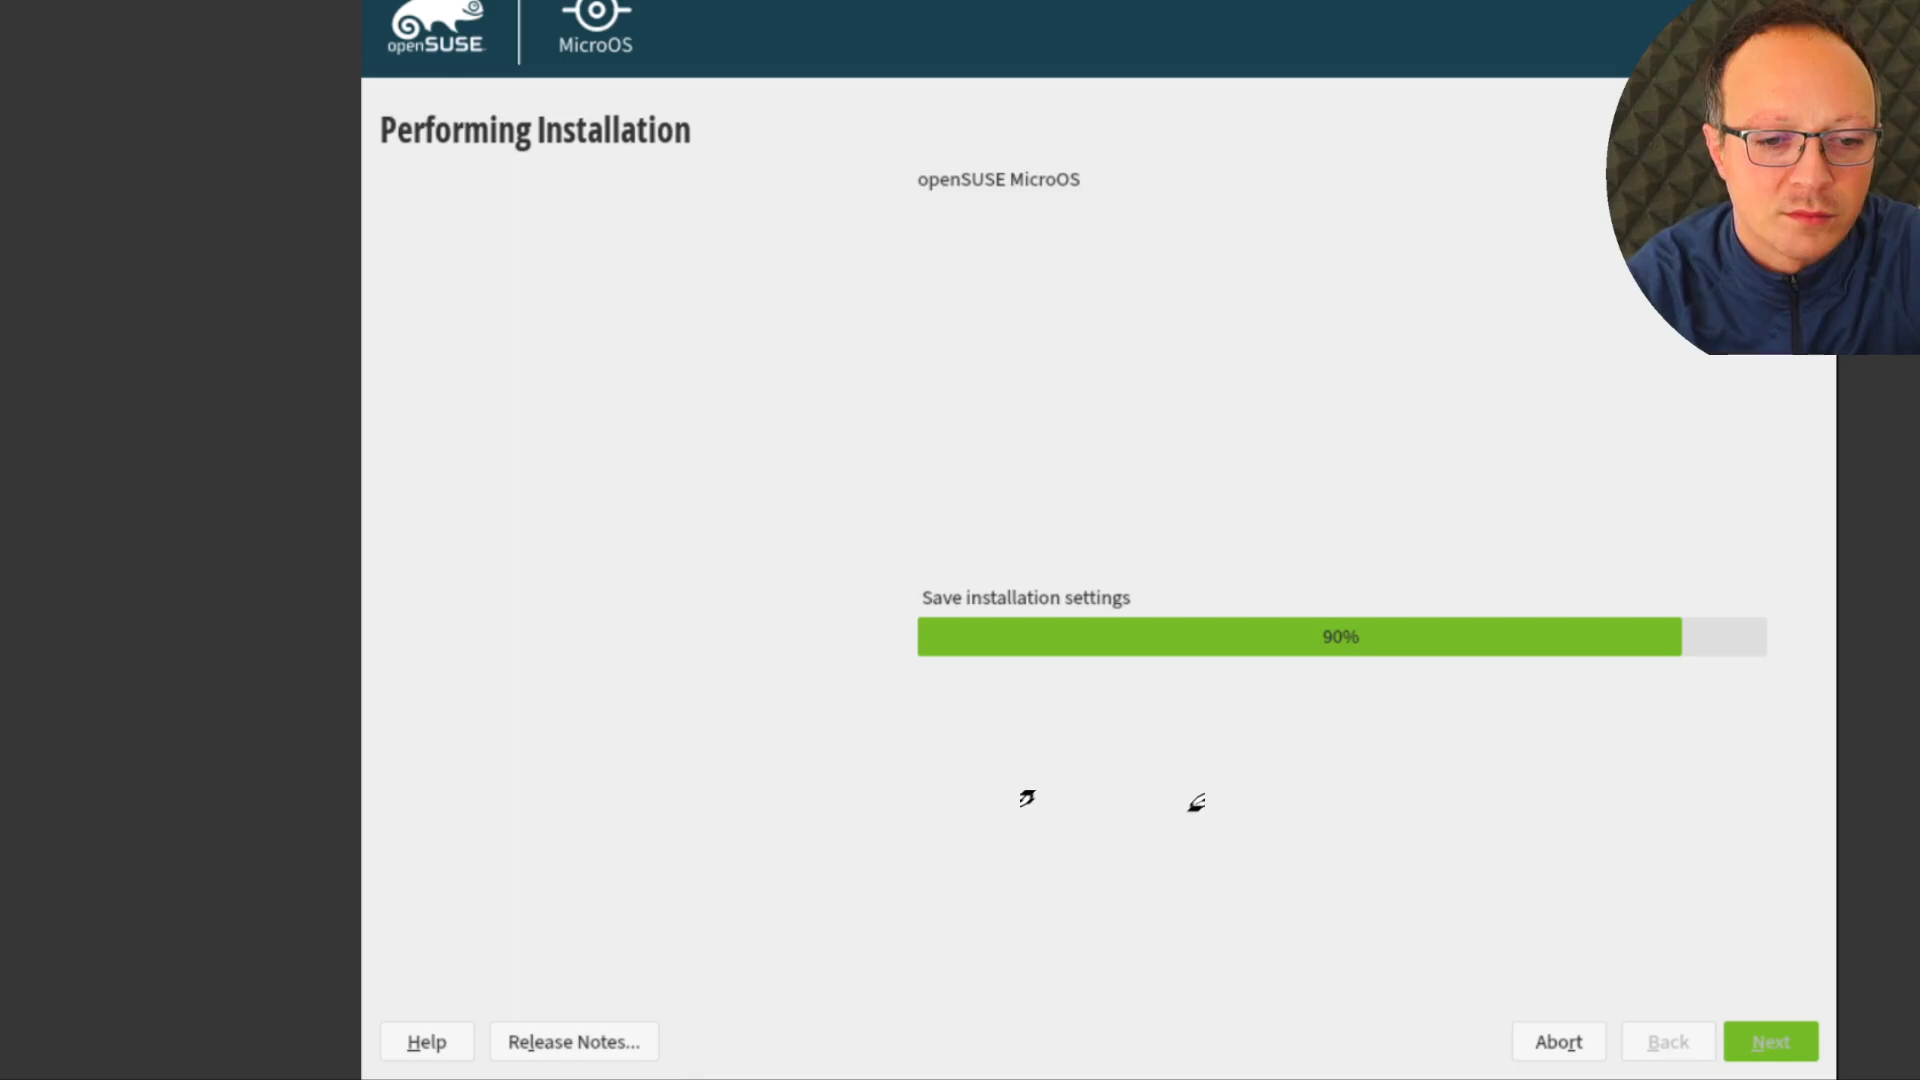 openSUSE
MicroOS
Performing Installation
openSUSE MicroOS
Save installation settings
90%
Help
Release Notes...
Abort
Back
Next